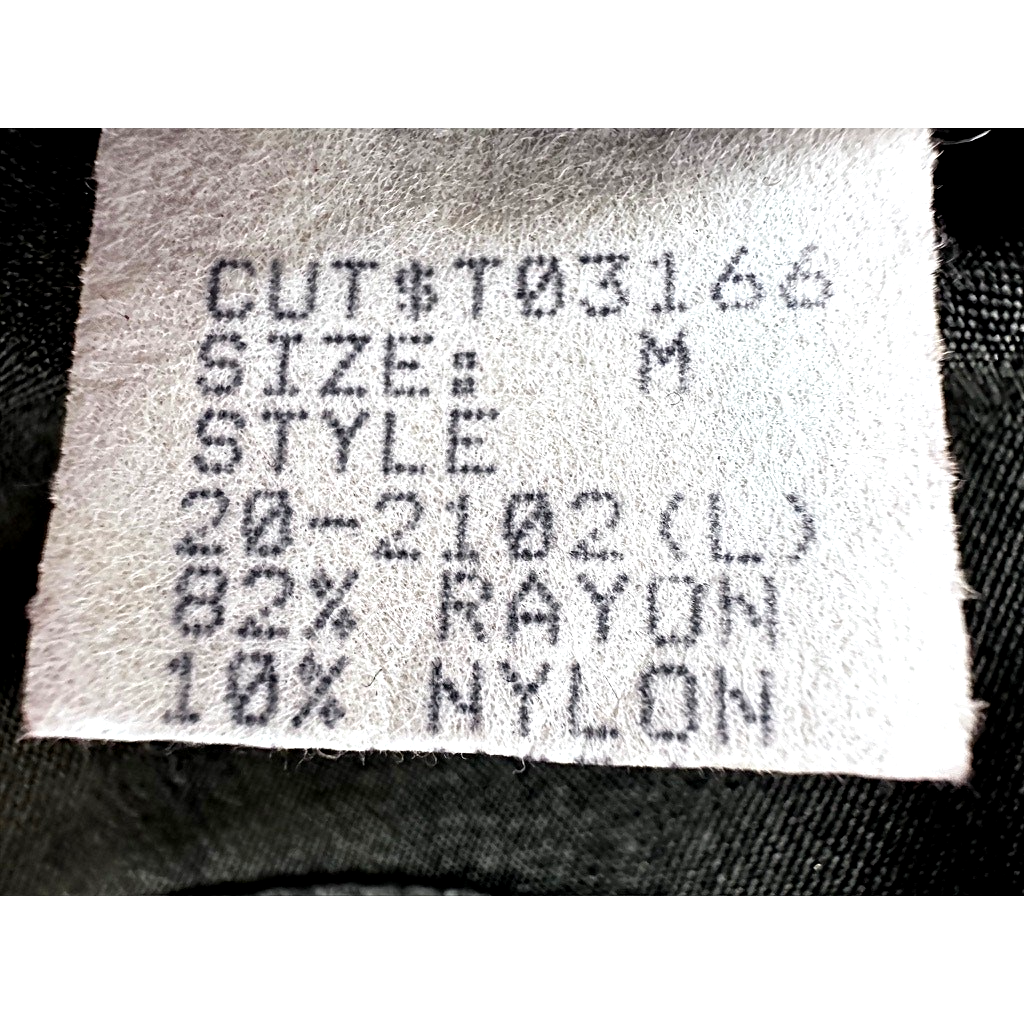 CUT$T03166
SIZE: M
STYLE
20-2102(L)
82% RAYON
10% NYLON